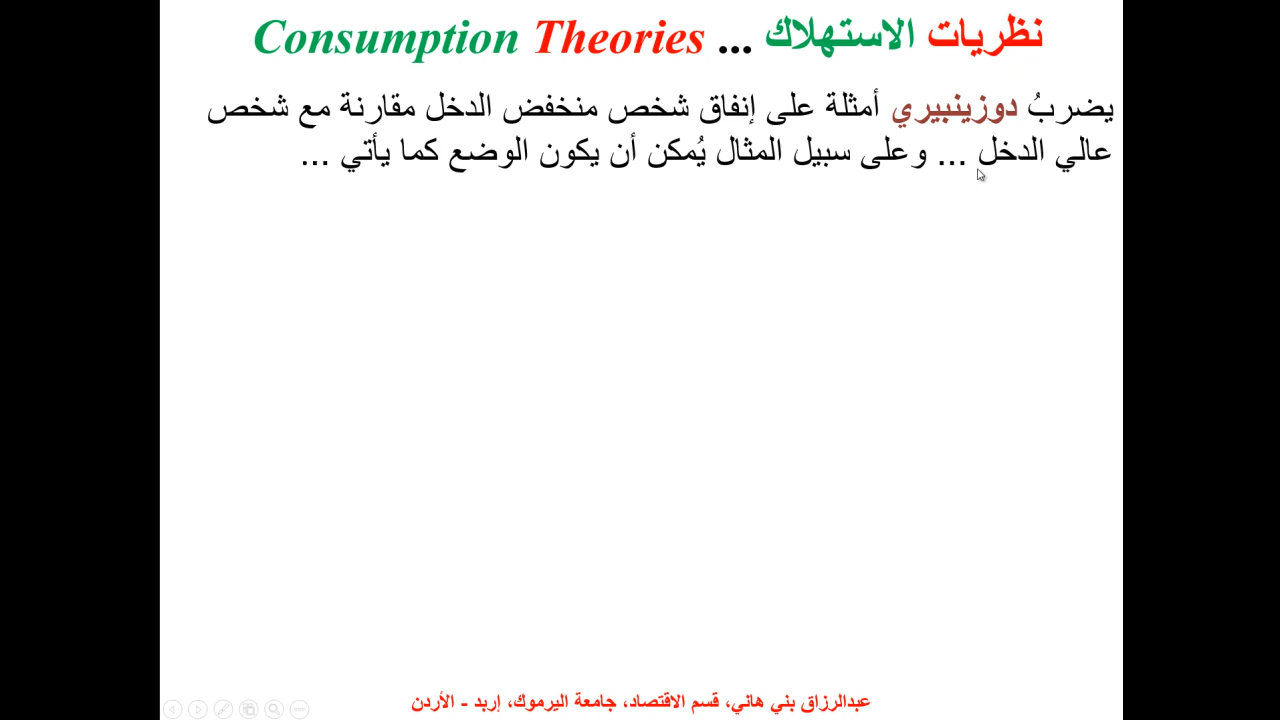 نظريات الاستهلاك ... Consumption Theories
يضربُ دوزينبيري أمثلة على إنفاق شخص منخفض الدخل مقارنة مع شخص
عالي الدخل ... وعلى سبيل المثال يُمكن أن يكون الوضع كما يأتي ...
عبدالرزاق بني هاني، قسم الاقتصاد، جامعة اليرموك، إربد - الأردن